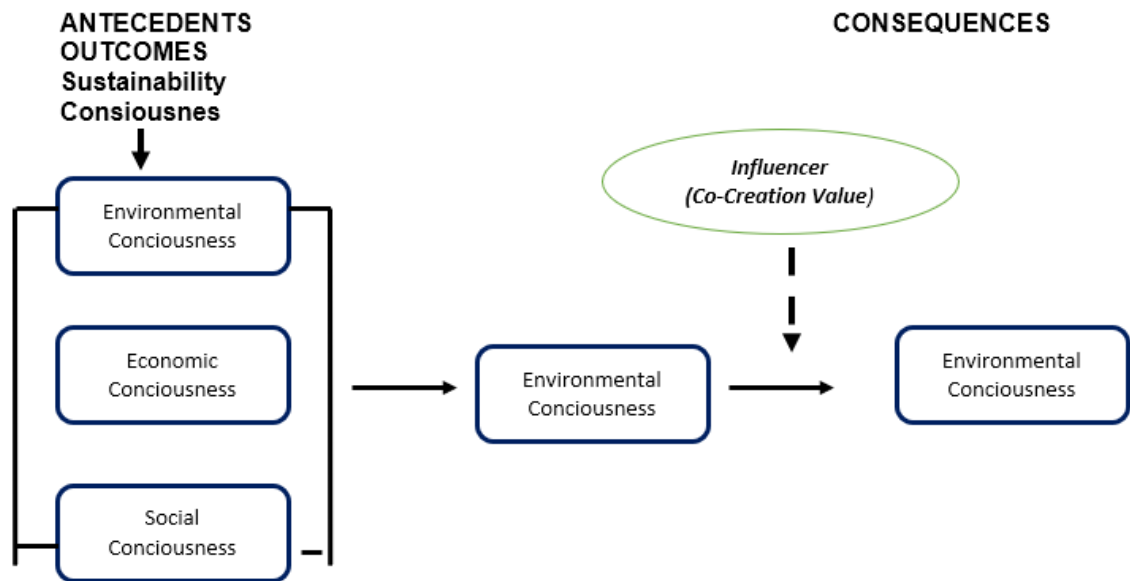 ANTECEDENTS
OUTCOMES
Sustainability
Consiousnes
CONSEQUENCES
Influencer
(Co-Creation Value)
Environmental
Conciousness
Economic
Conciousness
Social
Conciousness
Environmental
Conciousness
Environmental
Conciousness